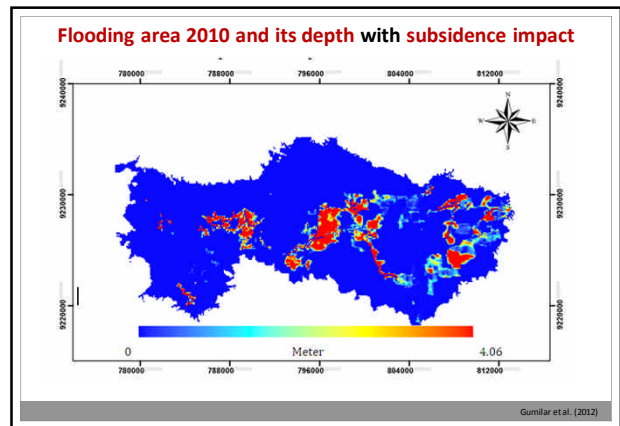 Flooding area 2010 and its depth with subsidence impact
780000 788000 796000 804000 812000
9240000 9240000
N
W E
S
9230000 9230000
9220000 9220000
0 Meter 4.06
780000 788000 796000 804000 812000
Gumilar et al. (2012)